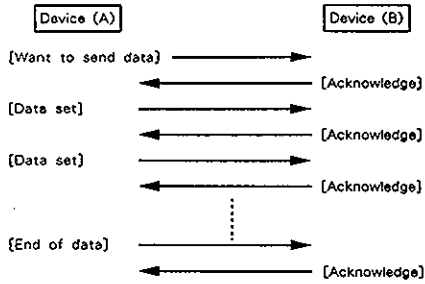 Device (A) Device (B)
[Want to send data]
[Acknowledge]
[Data set]
[Acknowledge]
[Data set]
[Acknowledge]
[End of data]
[Acknowledge]